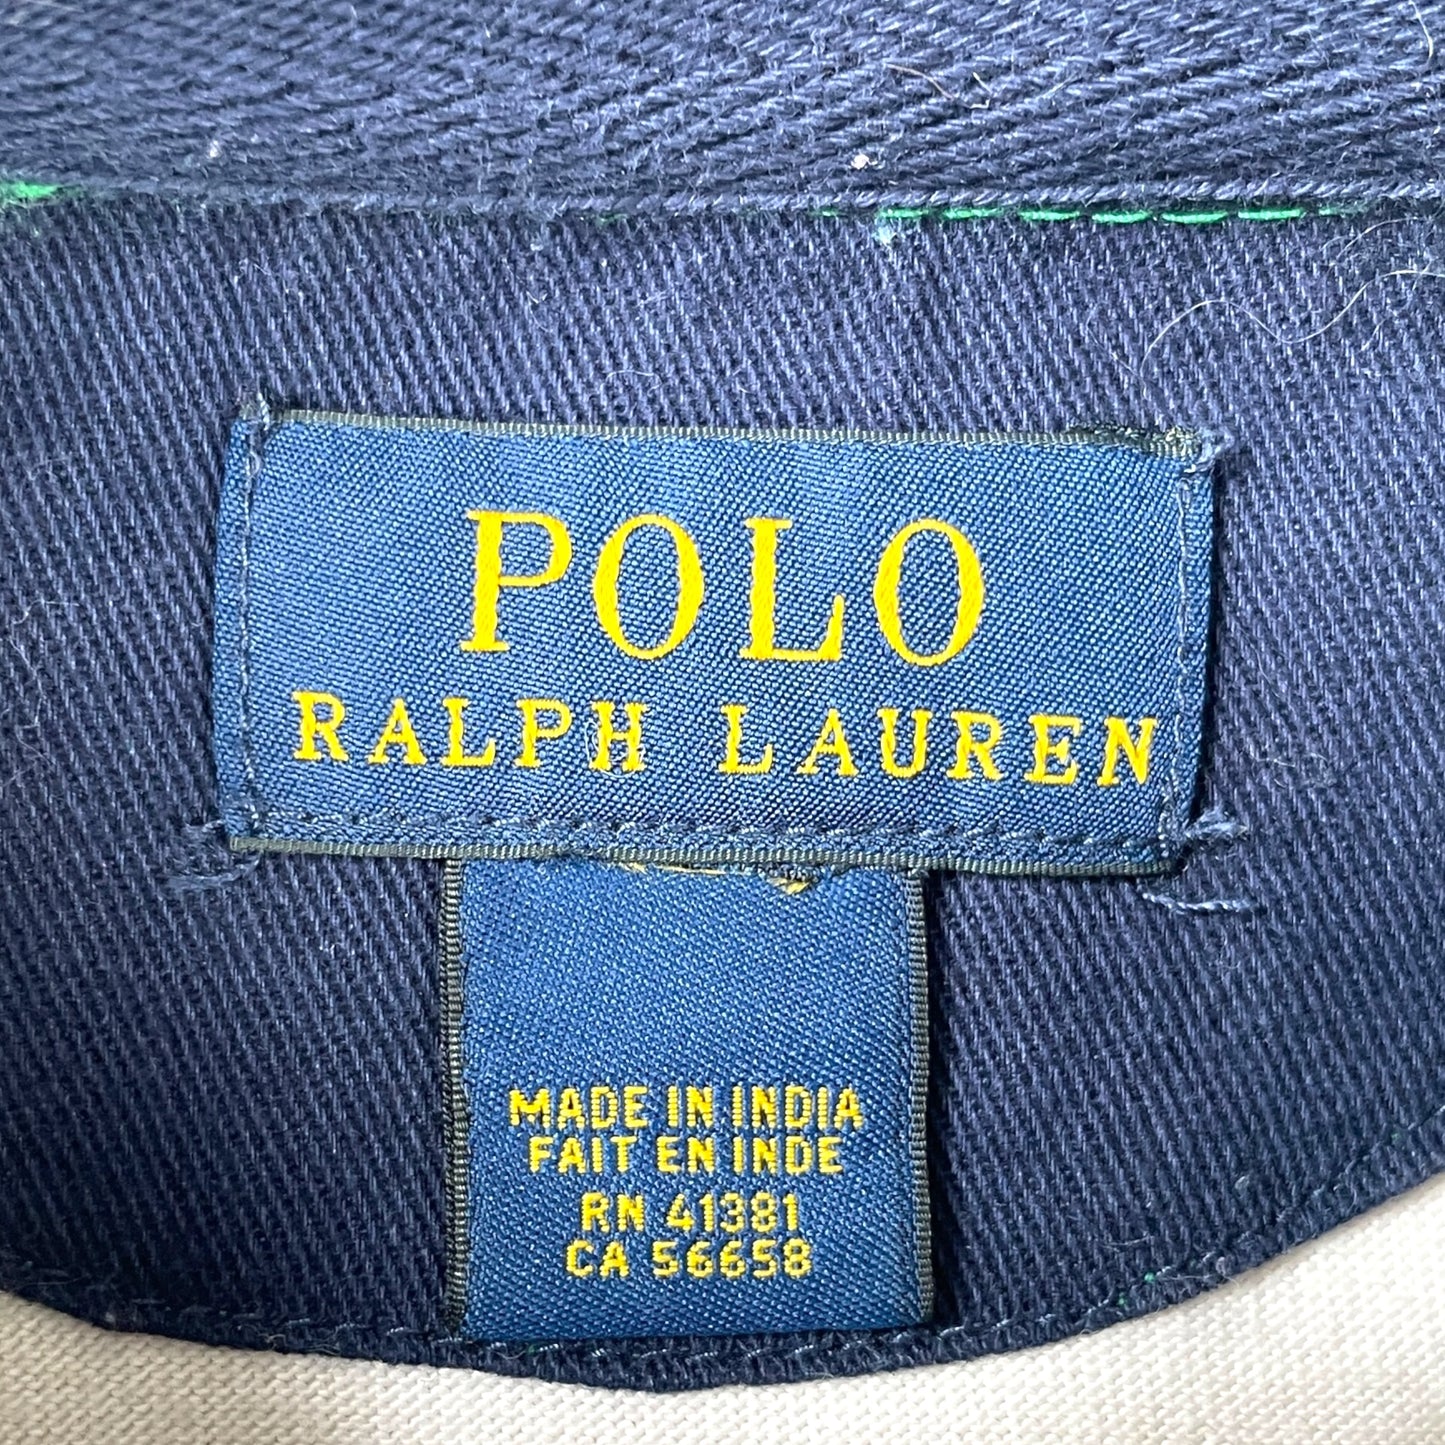 POLO
RALPH LAUREN
MADE IN INDIA
FAIT EN INDE
RN 41381
CA 56658